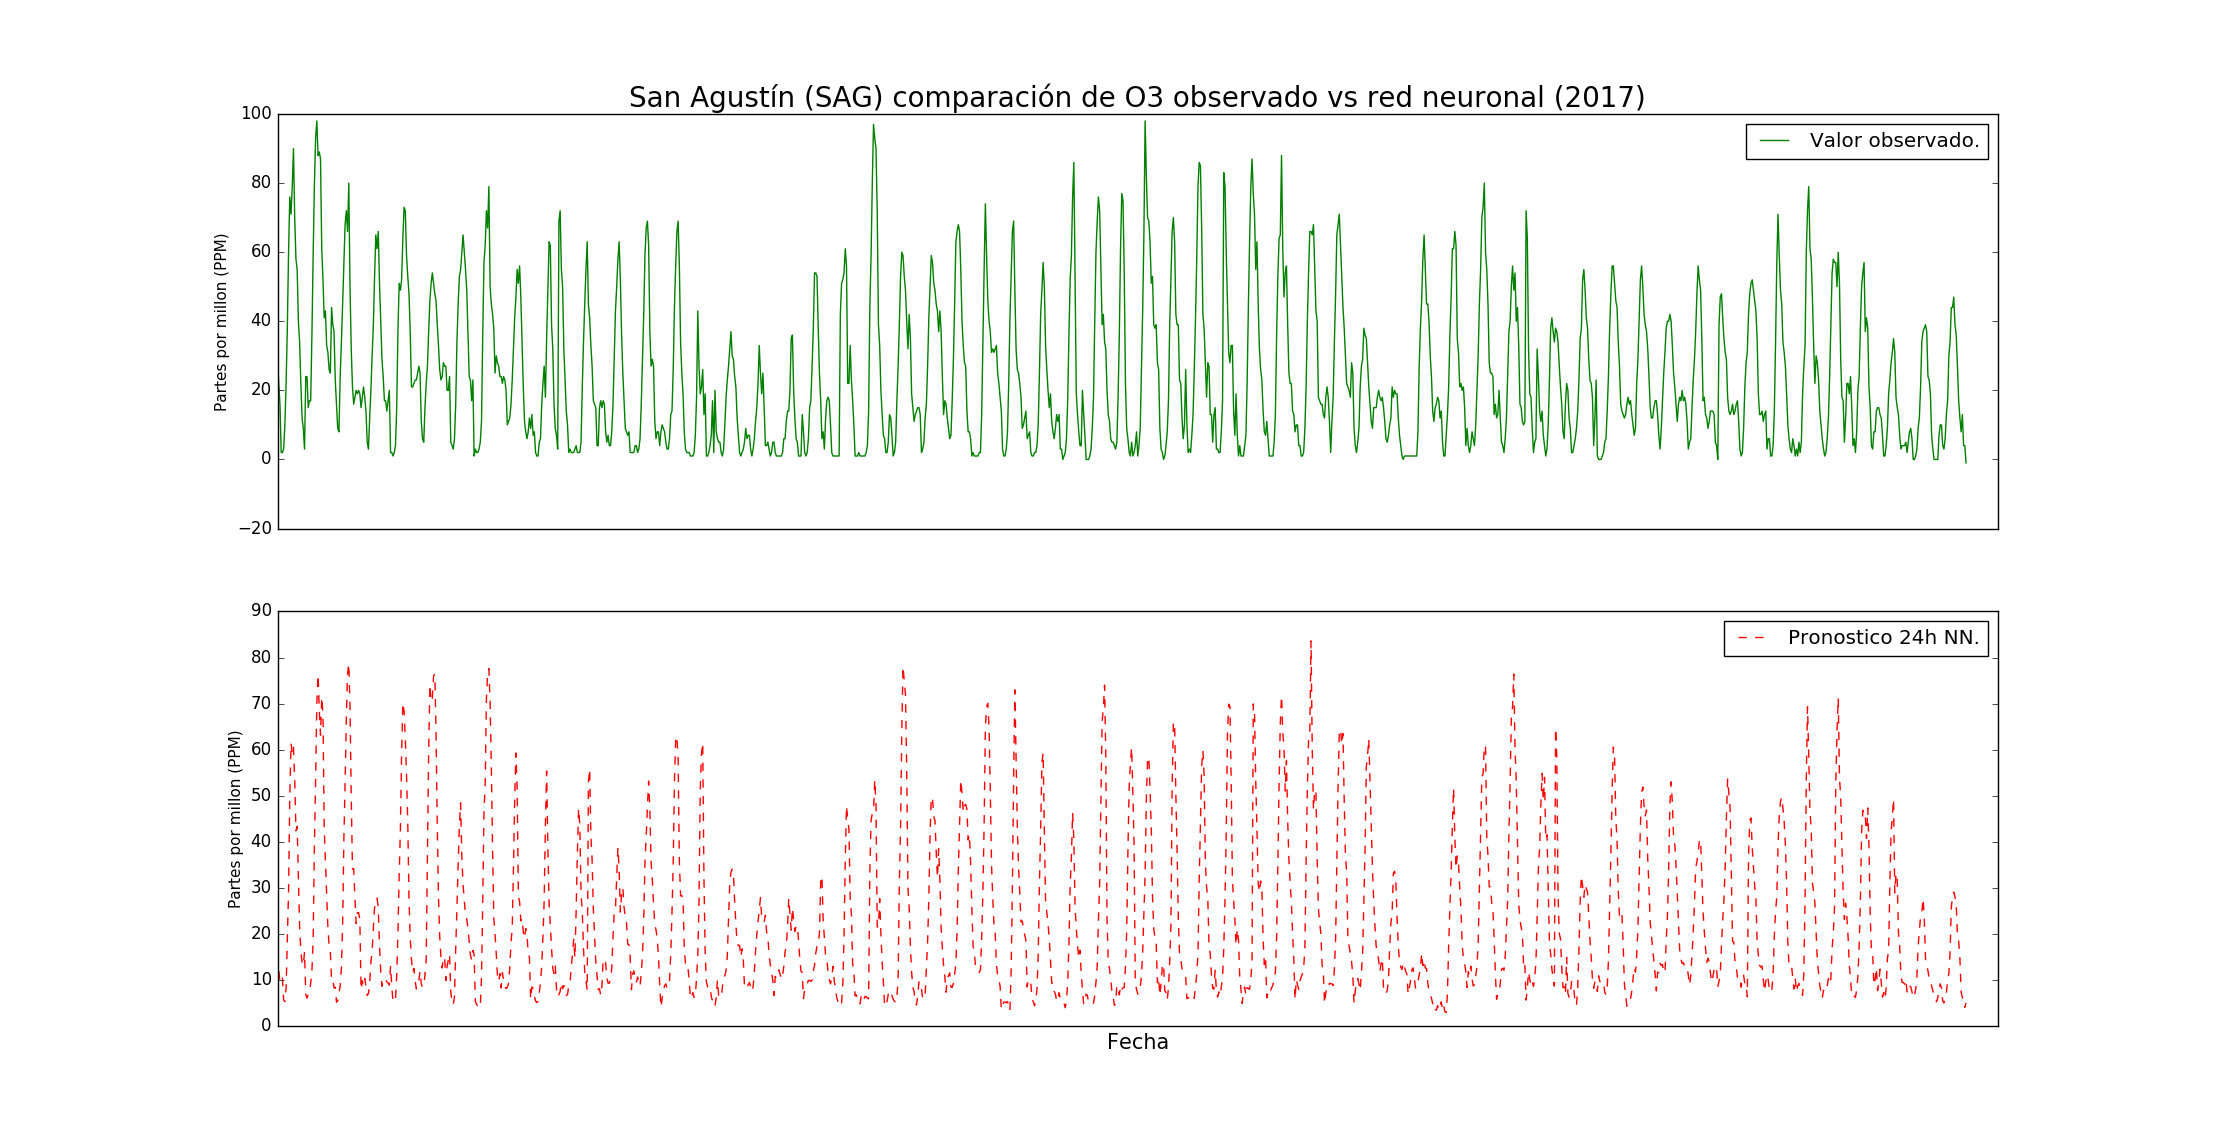 San Agustín (SAG) comparación de O3 observado vs red neuronal (2017)
100
80
60
40
20
0
−20
Partes por millon (PPM)
Valor observado.
90
80
70
60
50
40
30
20
10
0
Partes por millon (PPM)
Pronostico 24h NN.
Fecha